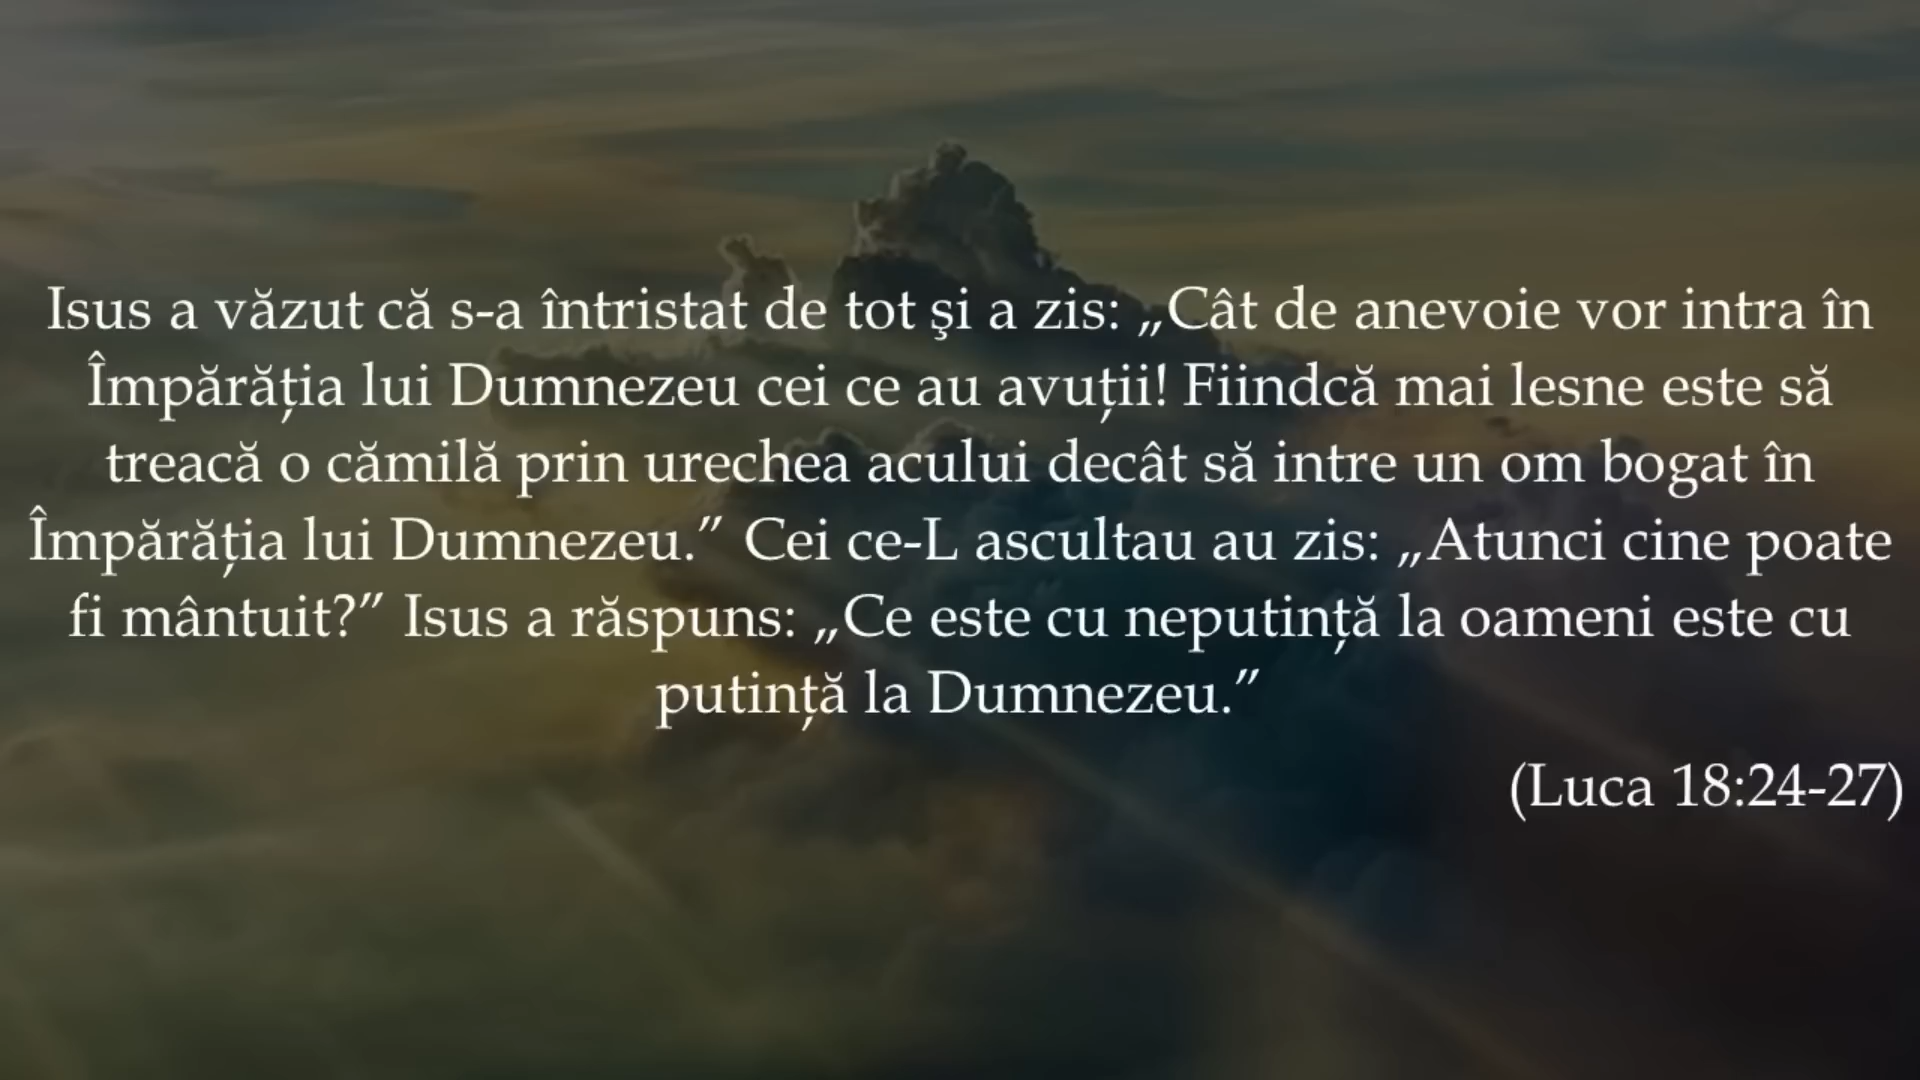 Isus a văzut că s-a întristat de tot şi a zis: „Cât de anevoie vor intra în
Împărăția lui Dumnezeu cei ce au avuții! Fiindcă mai lesne este să
treacă o cămilă prin urechea acului decât să intre un om bogat în
Împărăția lui Dumnezeu.” Cei ce-L ascultau au zis: „Atunci cine poate
fi mântuit?” Isus a răspuns: „Ce este cu neputință la oameni este cu
putință la Dumnezeu.”
(Luca 18:24-27)